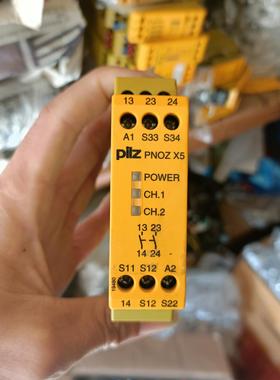 13 23 24
A1 S33 S34
pilz PNOZ X5
POWER
CH.1
CH.2
13 23
14 24
S11 S12 A2
14 S12 S22